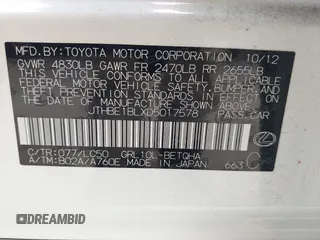 MFD. BY: TOYOTA MOTOR CORPORATION 10/12
GVWR 4830LB GAWR FR 2470LB RR 2655LB
THIS VEHICLE CONFORMS TO ALL APPLICABLE
FEDERAL MOTOR VEHICLE SAFETY, BUMPER, AND
THEFT PREVENTION STANDARDS IN EFFECT ON
THE DATE OF MANUFACTURE SHOWN ABOVE.
JTHBE1BLXD5017578 PASSENGER CAR
C/TR:077/LC50 GRL10L-BETQHA
A/TM:B02A/A760E MADE IN JAPAN 663
C
AUTOBIDMASTER